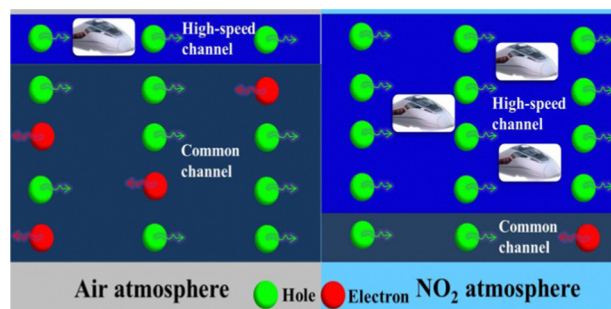 High-speed
channel
Common
channel
High-speed
channel
Common
channel
Air atmosphere
Hole
Electron
NO₂ atmosphere